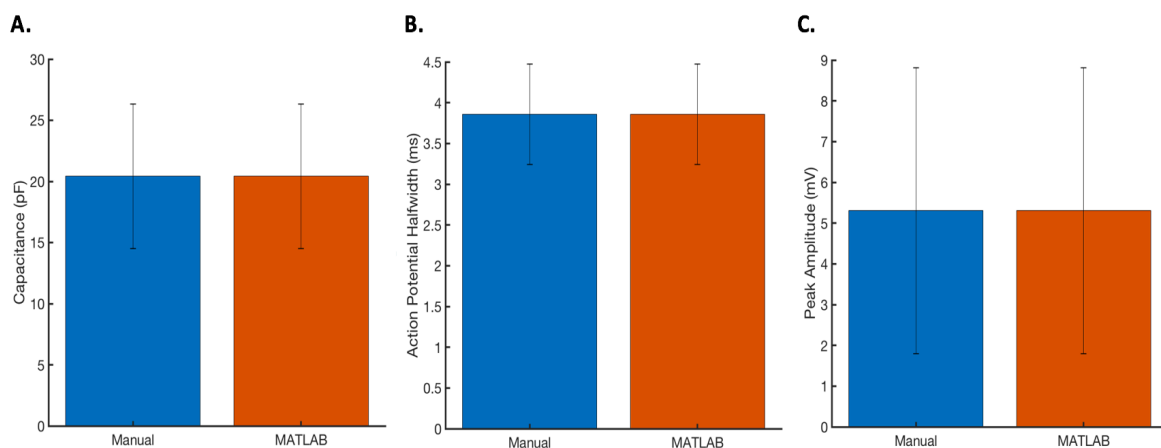 A.
B.
C.
Capacitance (pF)
30
25
20
15
10
5
0
Manual
MATLAB
Action Potential Halfwidth (ms)
4.5
4
3.5
3
2.5
2
1.5
1
0.5
0
Manual
MATLAB
Peak Amplitude (mV)
9
8
7
6
5
4
3
2
1
0
Manual
MATLAB